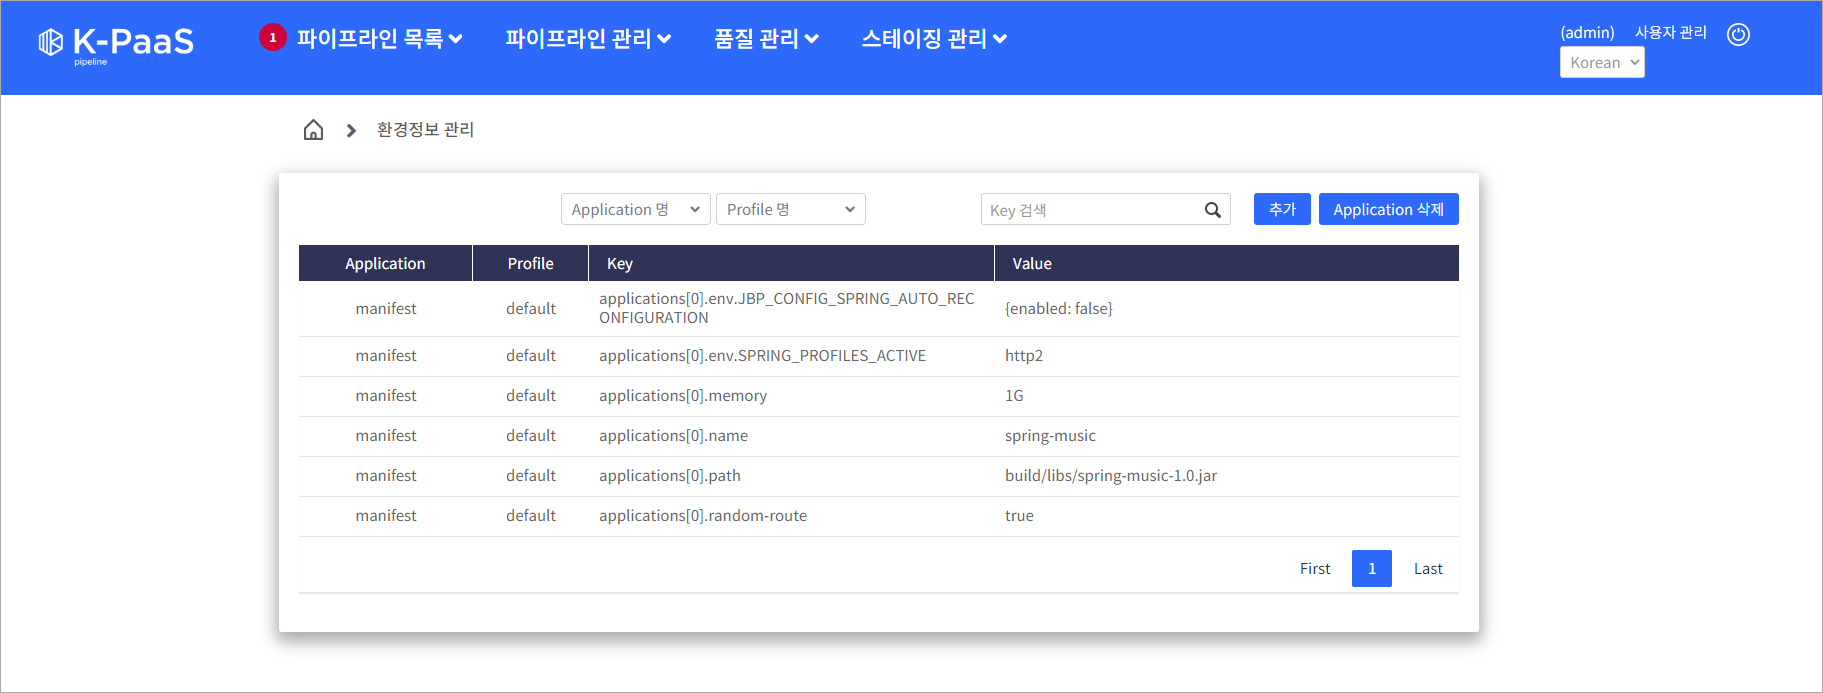 K-PaaS
pipeline
1 파이프라인 목록 파이프라인 관리 품질 관리 스테이징 관리
(admin) 사용자 관리
Korean
환경정보 관리
Application 명 Profile 명 Key 검색 추가 Application 삭제
Application Profile Key Value
manifest default applications[0].env.JBP_CONFIG_SPRING_AUTO_REC
ONFIGURATION {enabled: false}
manifest default applications[0].env.SPRING_PROFILES_ACTIVE http2
manifest default applications[0].memory 1G
manifest default applications[0].name spring-music
manifest default applications[0].path build/libs/spring-music-1.0.jar
manifest default applications[0].random-route true
First 1 Last